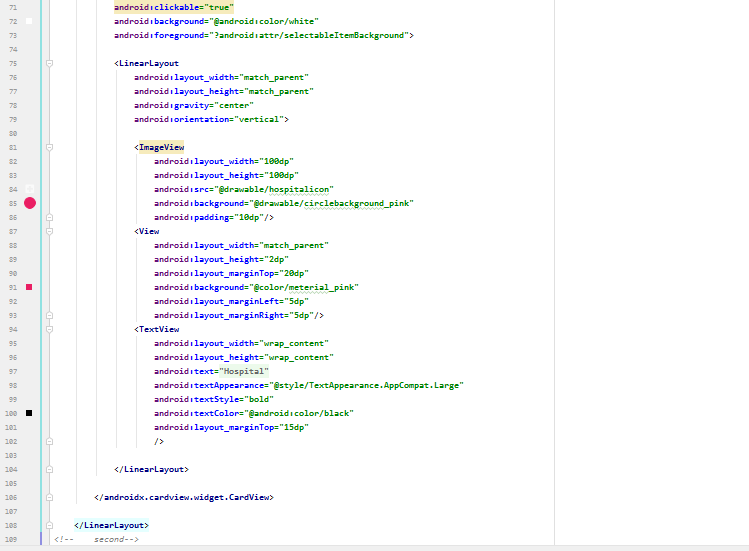 71 android:clickable="true"
72 android:background="@android:color/white"
73 android:foreground="?android:attr/selectableItemBackground">
74
75 <LinearLayout
76 android:layout_width="match_parent"
77 android:layout_height="match_parent"
78 android:gravity="center"
79 android:orientation="vertical">
80
81 <ImageView
82 android:layout_width="100dp"
83 android:layout_height="100dp"
84 android:src="@drawable/hospitalicon"
85 android:background="@drawable/circlebackground_pink"
86 android:padding="10dp"/>
87 <View
88 android:layout_width="match_parent"
89 android:layout_height="2dp"
90 android:layout_marginTop="20dp"
91 android:background="@color/meterial_pink"
92 android:layout_marginLeft="5dp"
93 android:layout_marginRight="5dp"/>
94 <TextView
95 android:layout_width="wrap_content"
96 android:layout_height="wrap_content"
97 android:text="Hospital"
98 android:textAppearance="@style/TextAppearance.AppCompat.Large"
99 android:textStyle="bold"
100 android:textColor="@android:color/black"
101 android:layout_marginTop="15dp"
102 />
103
104 </LinearLayout>
105
106 </androidx.cardview.widget.CardView>
107
108 </LinearLayout>
109 <!-- second-->